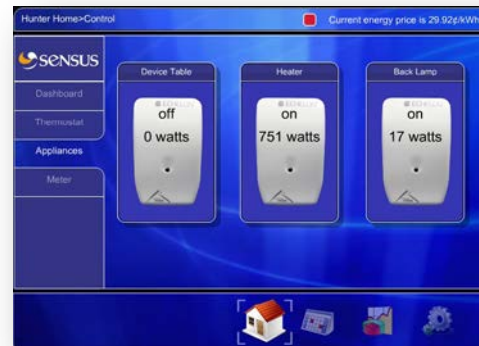 Hunter Home>Control
Current energy price is 29.92¢/kWh
sensus
Dashboard
Thermostat
Appliances
Meter
Device Table
off
0 watts
Heater
on
751 watts
Back Lamp
on
17 watts